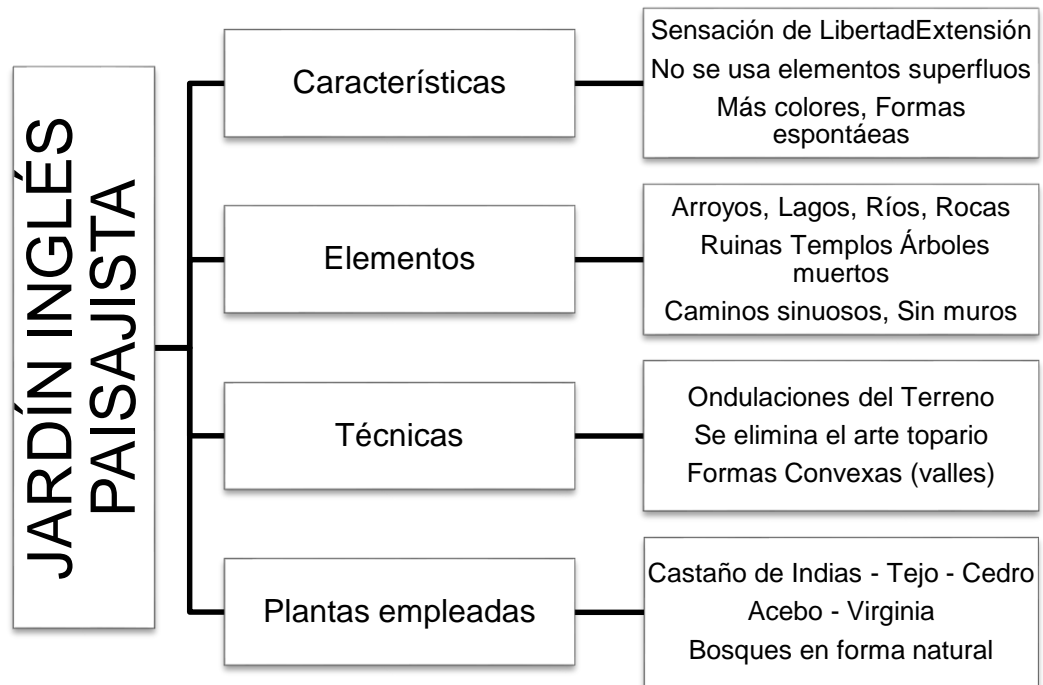 JARDÍN INGLÉS
PAISAJISTA
Características
Sensación de LibertadExtensión
No se usa elementos superfluos
Más colores, Formas
espontáeas
Elementos
Arroyos, Lagos, Ríos, Rocas
Ruinas Templos Árboles
muertos
Caminos sinuosos, Sin muros
Técnicas
Ondulaciones del Terreno
Se elimina el arte topario
Formas Convexas (valles)
Plantas empleadas
Castaño de Indias - Tejo - Cedro
Acebo - Virginia
Bosques en forma natural